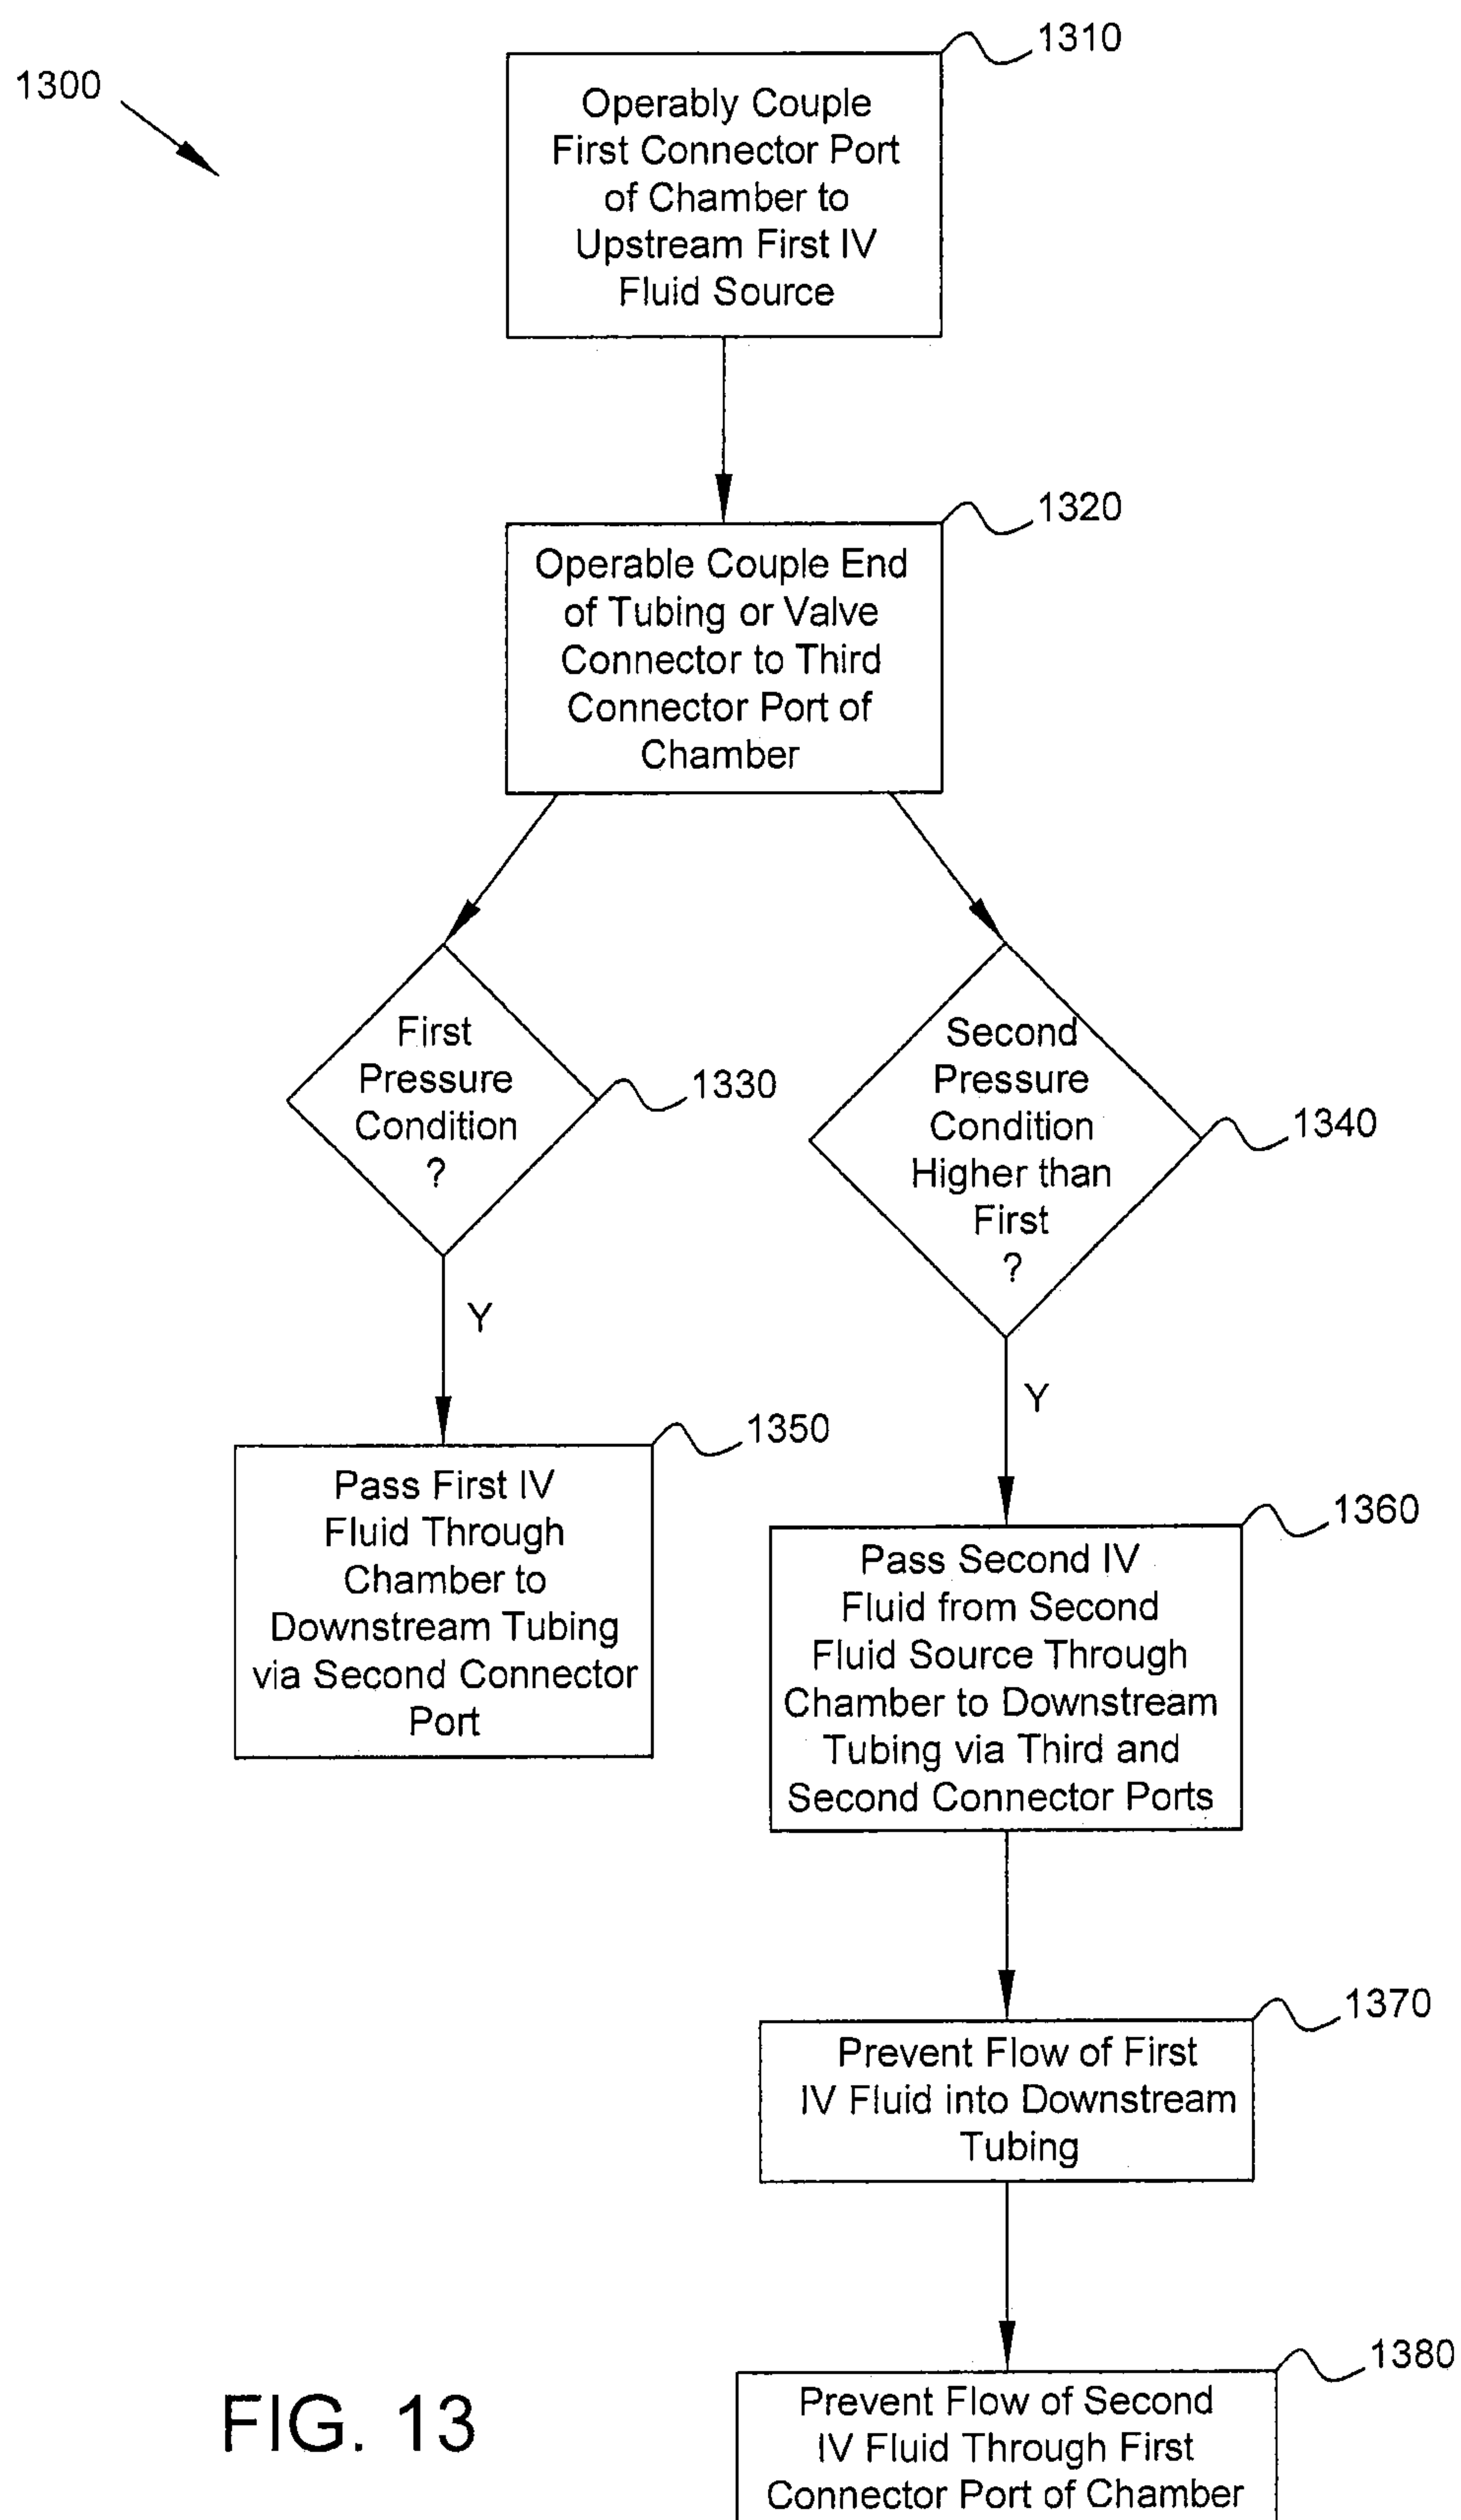 1300
1310
Operably Couple
First Connector Port
of Chamber to
Upstream First IV
Fluid Source
1320
Operable Couple End
of Tubing or Valve
Connector to Third
Connector Port of
Chamber
First
Pressure
Condition
?
1330
Second
Pressure
Condition
Higher than
First
?
1340
Y
Y
1350
Pass First IV
Fluid Through
Chamber to
Downstream Tubing
via Second Connector
Port
1360
Pass Second IV
Fluid from Second
Fluid Source Through
Chamber to Downstream
Tubing via Third and
Second Connector Ports
1370
Prevent Flow of First
IV Fluid into Downstream
Tubing
1380
Prevent Flow of Second
IV Fluid Through First
Connector Port of Chamber
FIG. 13